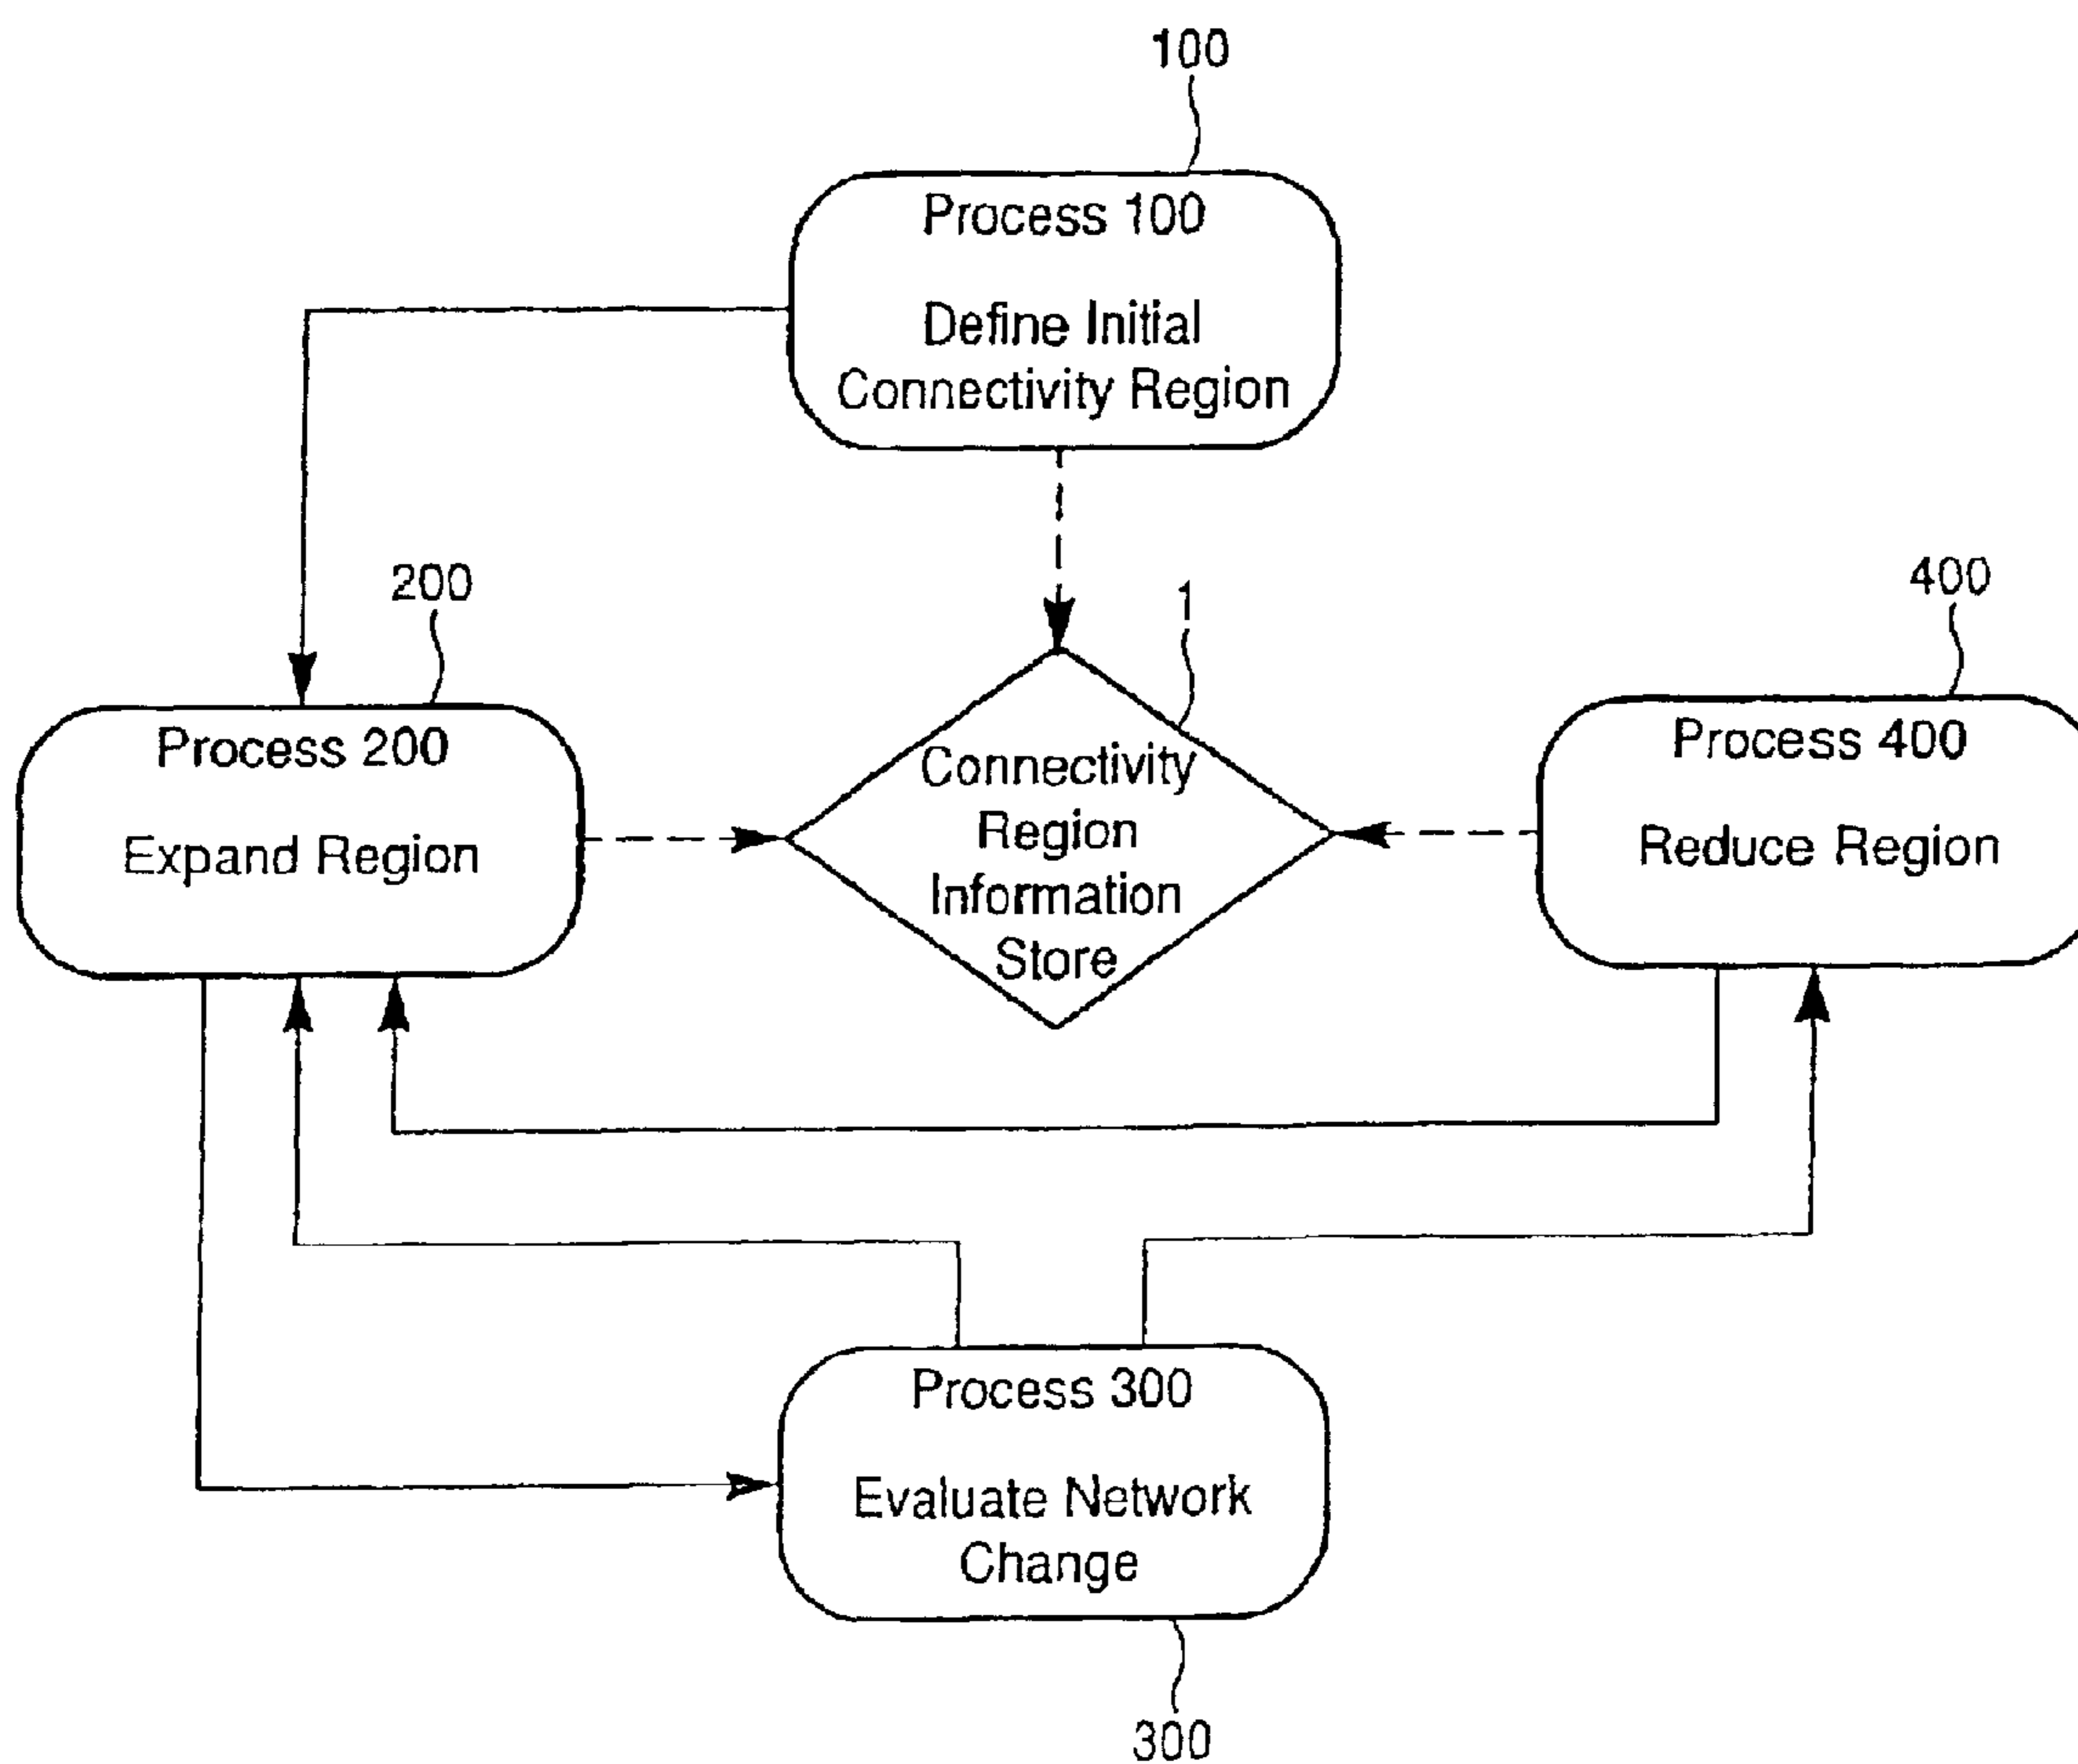 100
Process 100
Define Initial
Connectivity Region
200
Process 200
Expand Region
1
Connectivity
Region
Information
Store
400
Process 400
Reduce Region
Process 300
Evaluate Network
Change
300